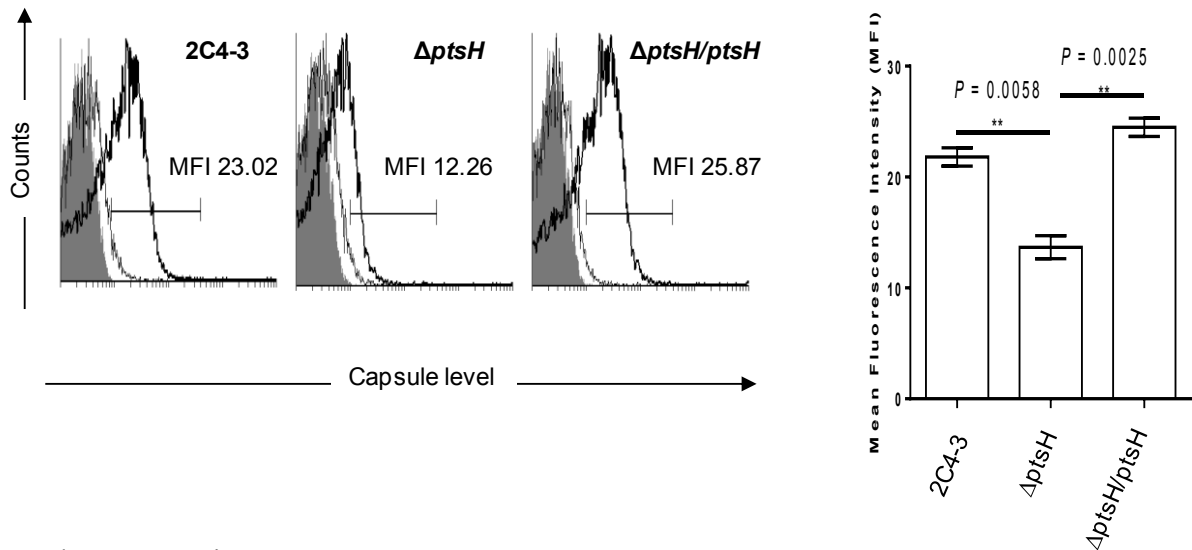 2C4-3
ΔptsH
ΔptsH/ptsH
Counts
MFI 23.02
MFI 12.26
MFI 25.87
Capsule level
Mean Fluorescence Intensity (MFI)
30
20
10
0
P = 0.0058
**
P = 0.0025
**
2C4-3
ΔptsH
ΔptsH/ptsH